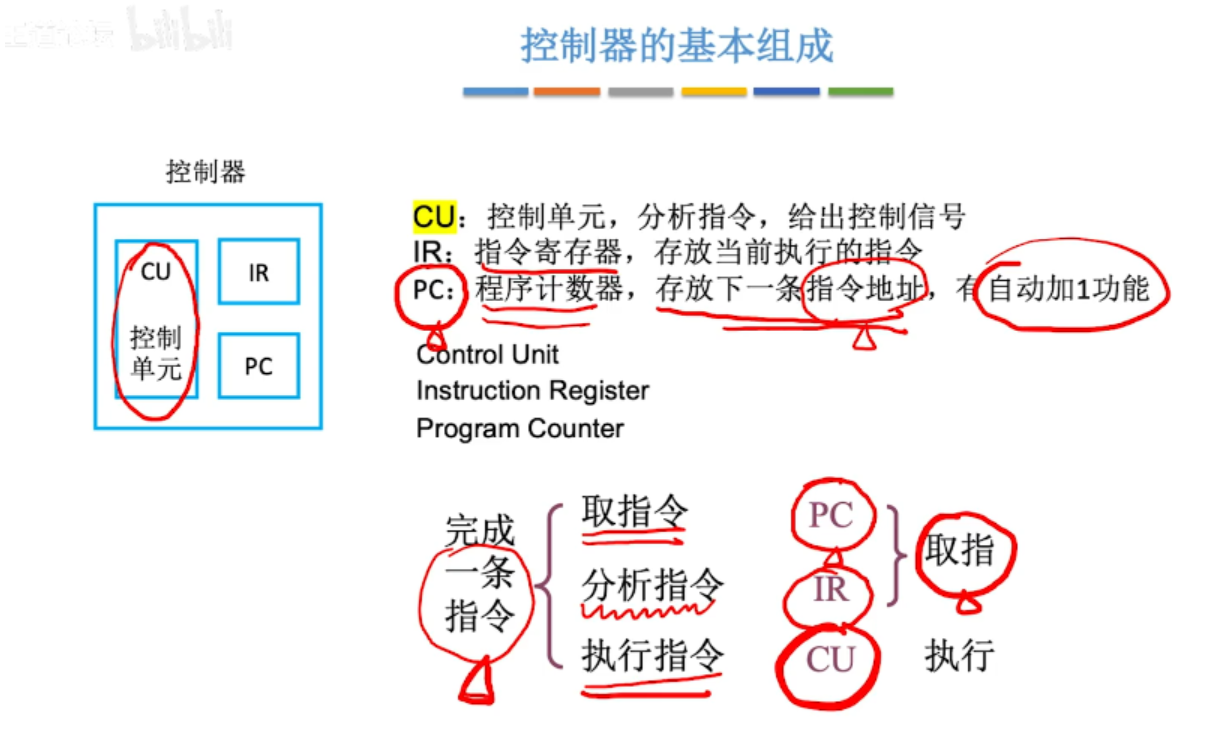 bilibili
控制器的基本组成
控制器
CU
控制
单元
IR
PC
CU：控制单元，分析指令，给出控制信号
IR：指令寄存器，存放当前执行的指令
PC：程序计数器，存放下一条指令地址，有自动加1功能
Control Unit
Instruction Register
Program Counter
完成
一条
指令
取指令
分析指令
执行指令
PC
IR
CU
取指
执行